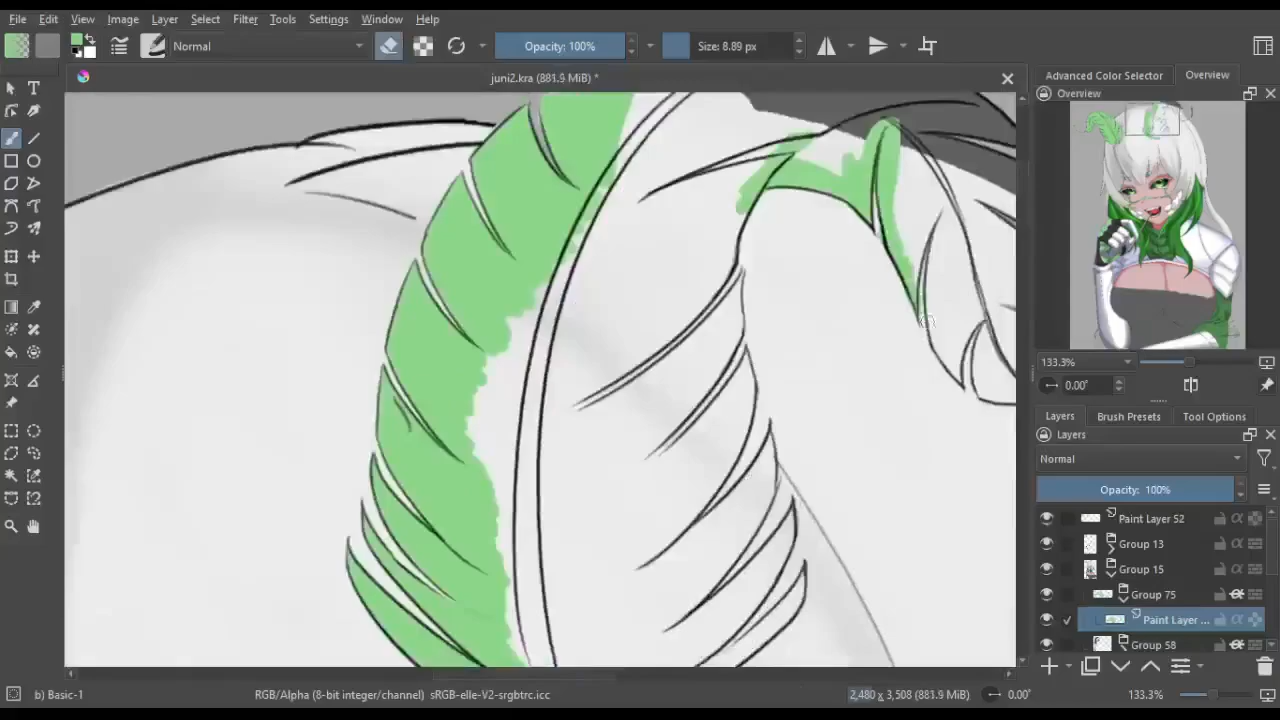 File Edit View Image Layer Select Filter Tools Settings Window Help
Normal Opacity: 100% Size: 8.89 px
juni2.kra (881.9 MiB) *
Advanced Color Selector Overview
Overview
133.3%
0.00°
Layers Brush Presets Tool Options
Layers
Normal
Opacity: 100%
Paint Layer 52
Group 13
Group 15
Group 75
Paint Layer ...
Group 58
b) Basic-1 RGB/Alpha (8-bit integer/channel) sRGB-elle-V2-srgbtrc.icc 2,480 x 3,508 (881.9 MiB) 0.00° 133.3%